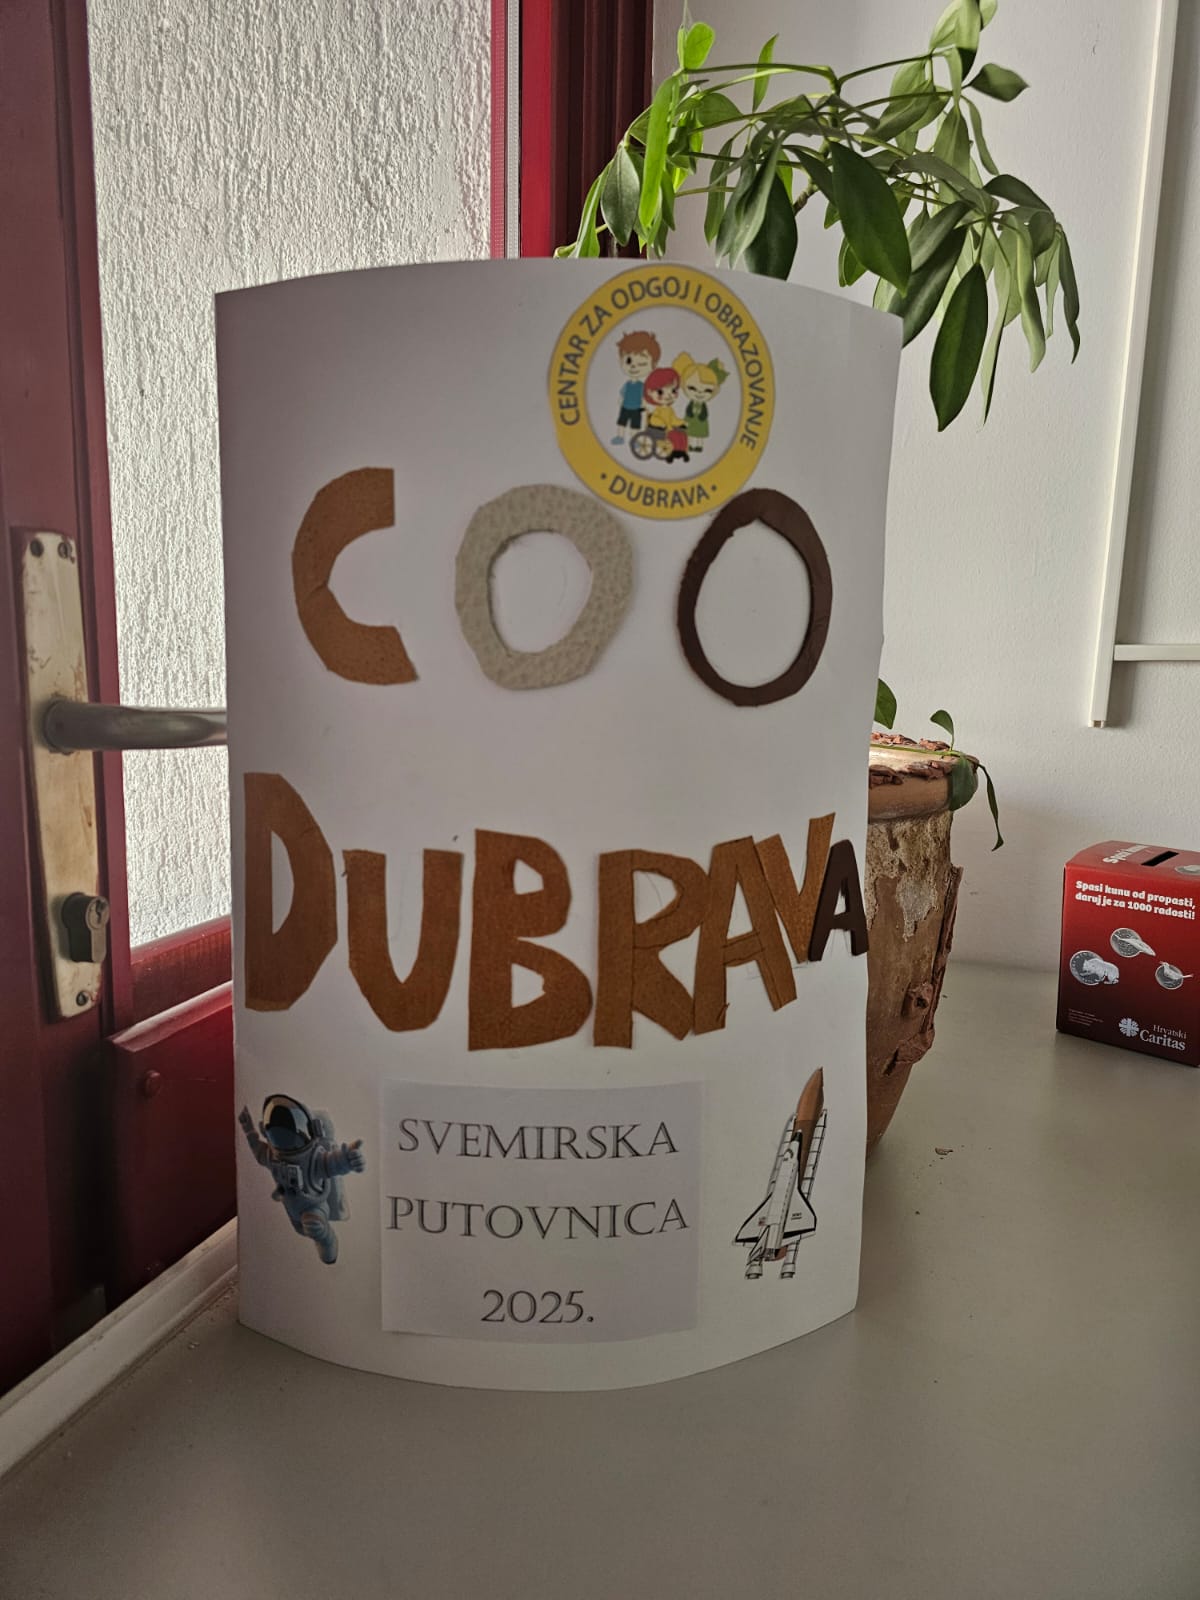 CENTAR ZA ODGOJ I OBRAZOVANJE
• DUBRAVA •
COO
DUBRAVA
SVEMIRSKA
PUTOVNICA
2025.
Spasi kunu od propasti,
daruj je za 1000 radosti!
Hrvatski
Caritas